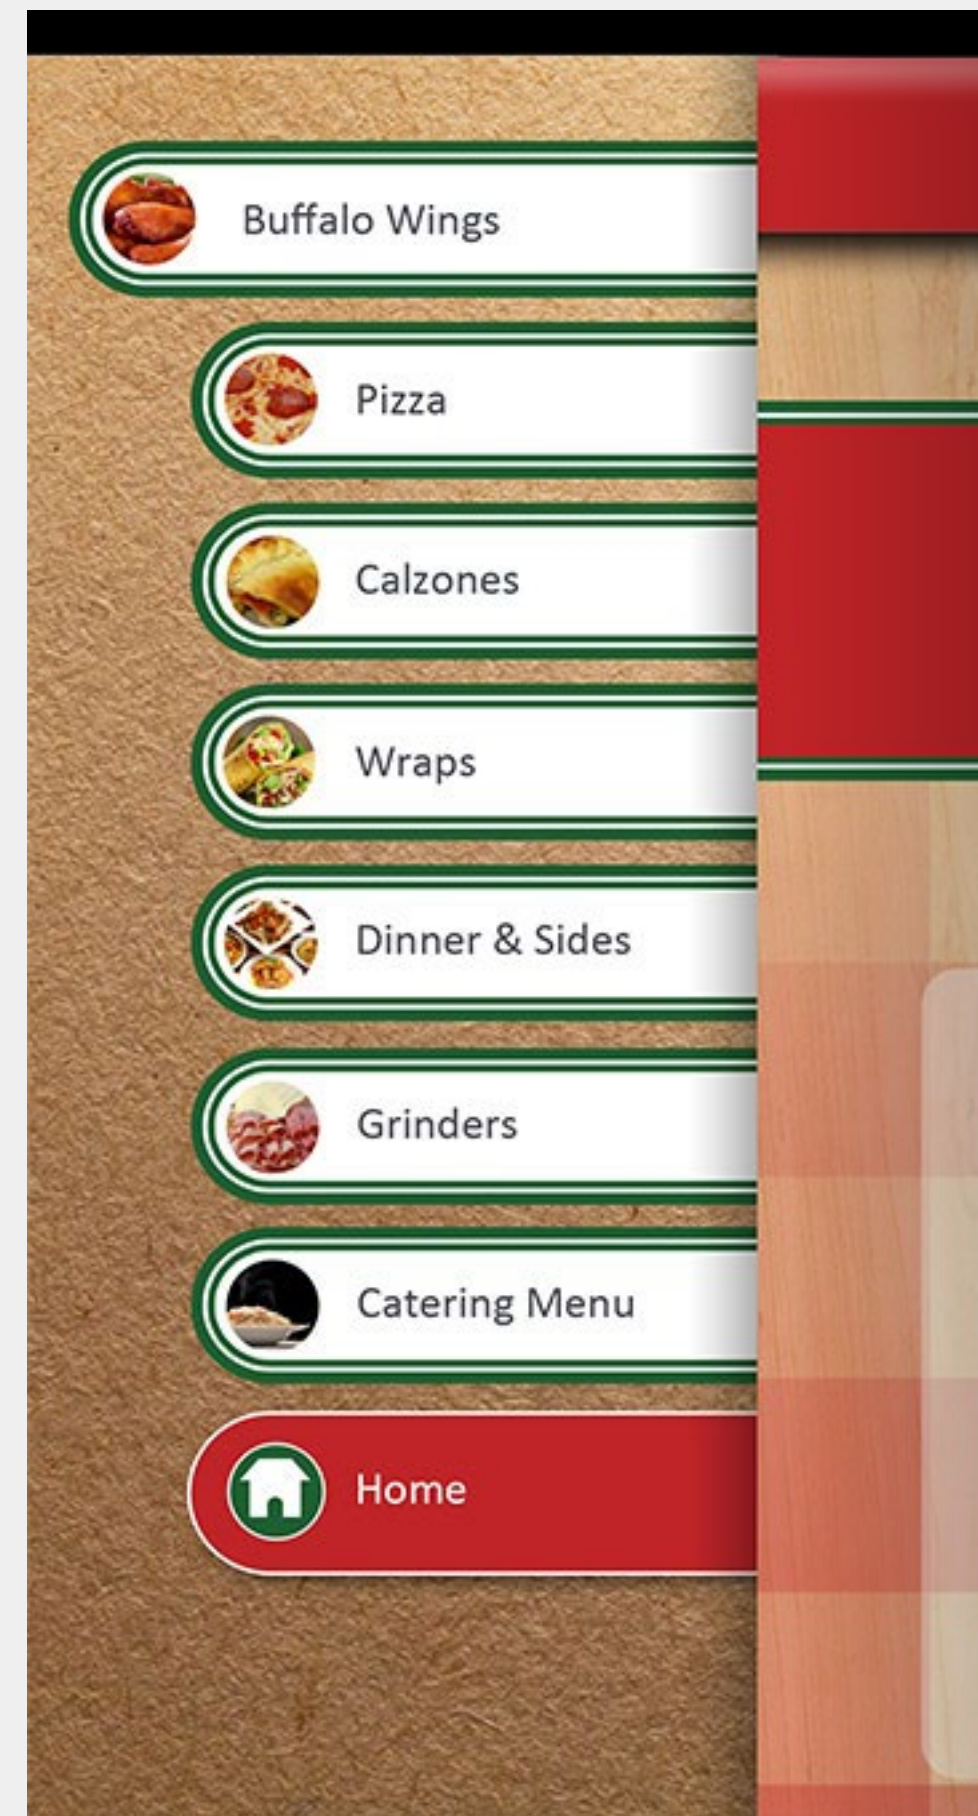 Buffalo Wings
Pizza
Calzones
Wraps
Dinner & Sides
Grinders
Catering Menu
Home